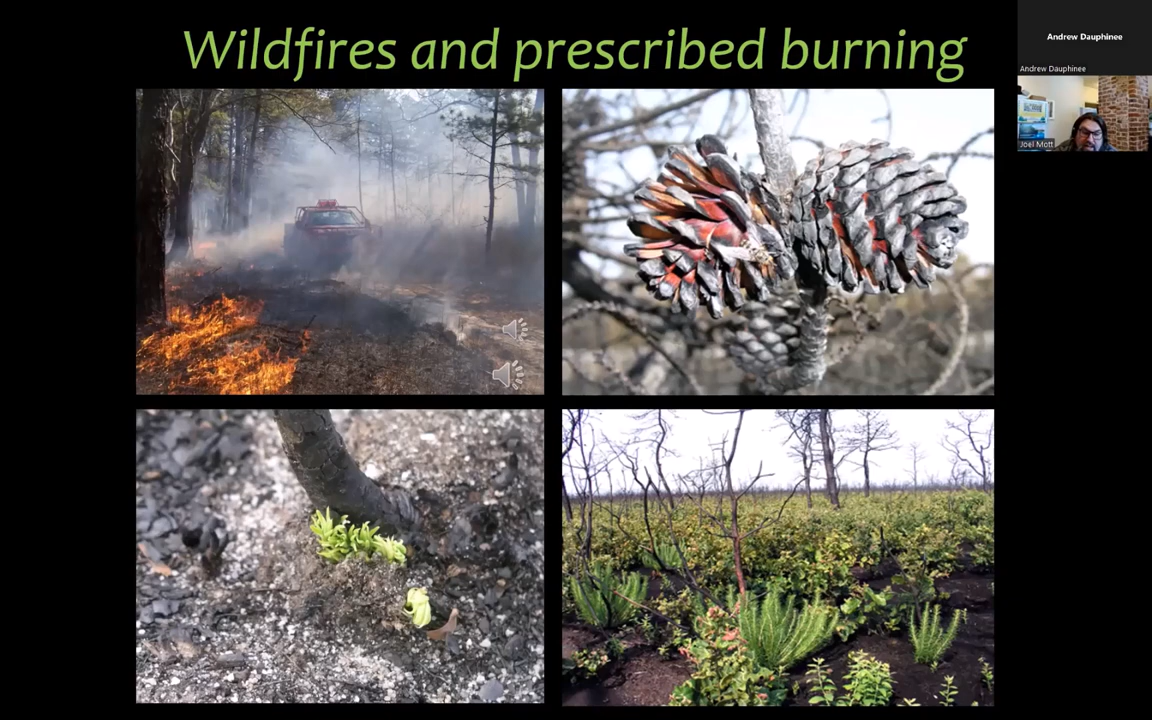 Wildfires and prescribed burning
Andrew Dauphinee
Andrew Dauphinee
Joel Mott